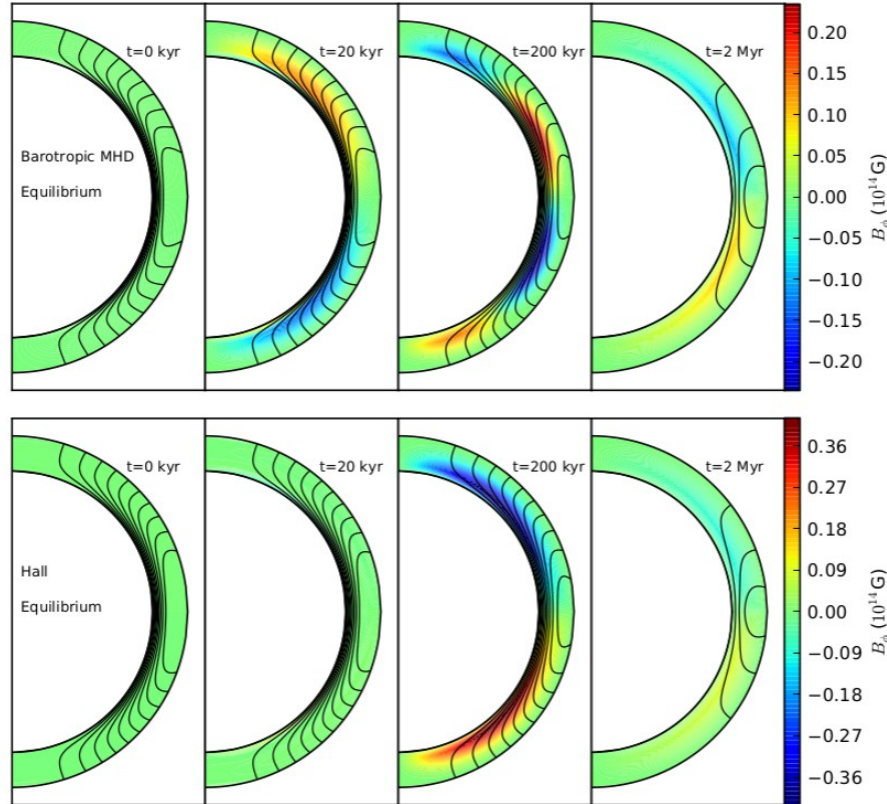 t=0 kyr
t=20 kyr
t=200 kyr
t=2 Myr
Barotropic MHD
Equilibrium
0.20
0.15
0.10
0.05
0.00
−0.05
−0.10
−0.15
−0.20
B_ϕ (10^14 G)
t=0 kyr
t=20 kyr
t=200 kyr
t=2 Myr
Hall
Equilibrium
0.36
0.27
0.18
0.09
0.00
−0.09
−0.18
−0.27
−0.36
B_ϕ (10^14 G)